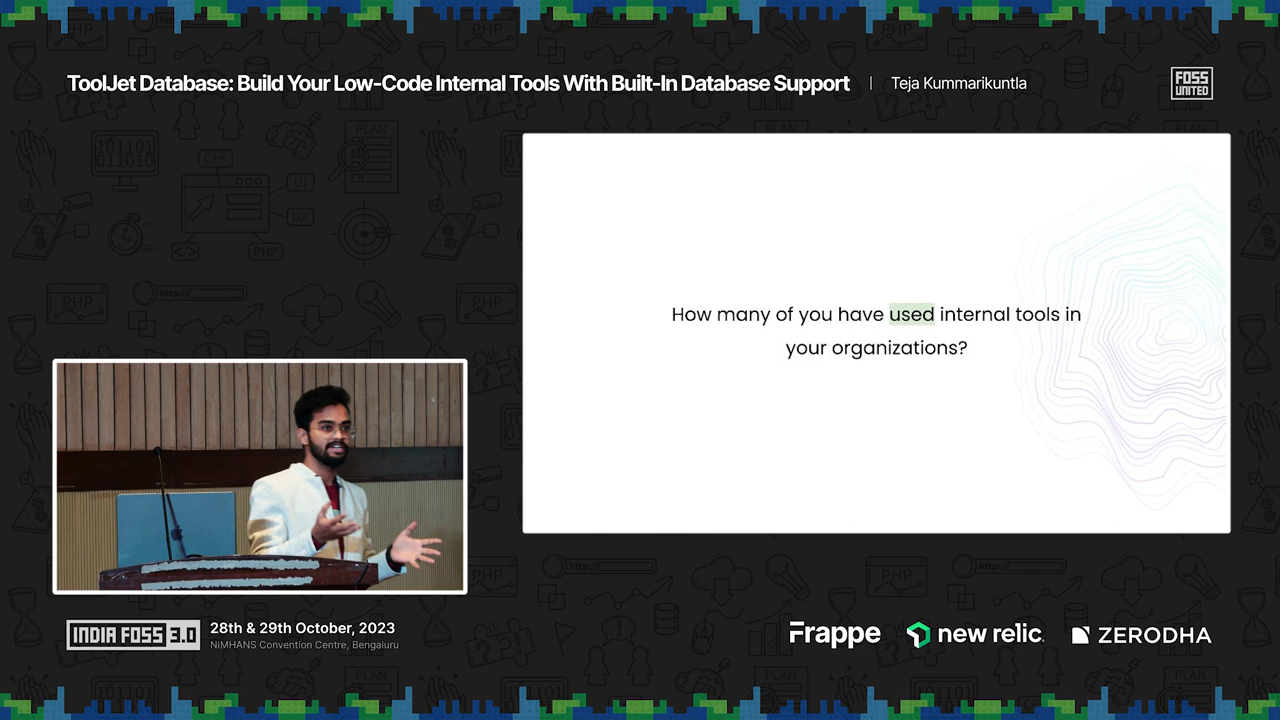 ToolJet Database: Build Your Low-Code Internal Tools With Built-In Database Support | Teja Kummarikuntla
FOSS
UNITED
How many of you have used internal tools in
your organizations?
INDIA FOSS 3.0
28th & 29th October, 2023
NIMHANS Convention Centre, Bengaluru
Frappe
new relic
ZERODHA